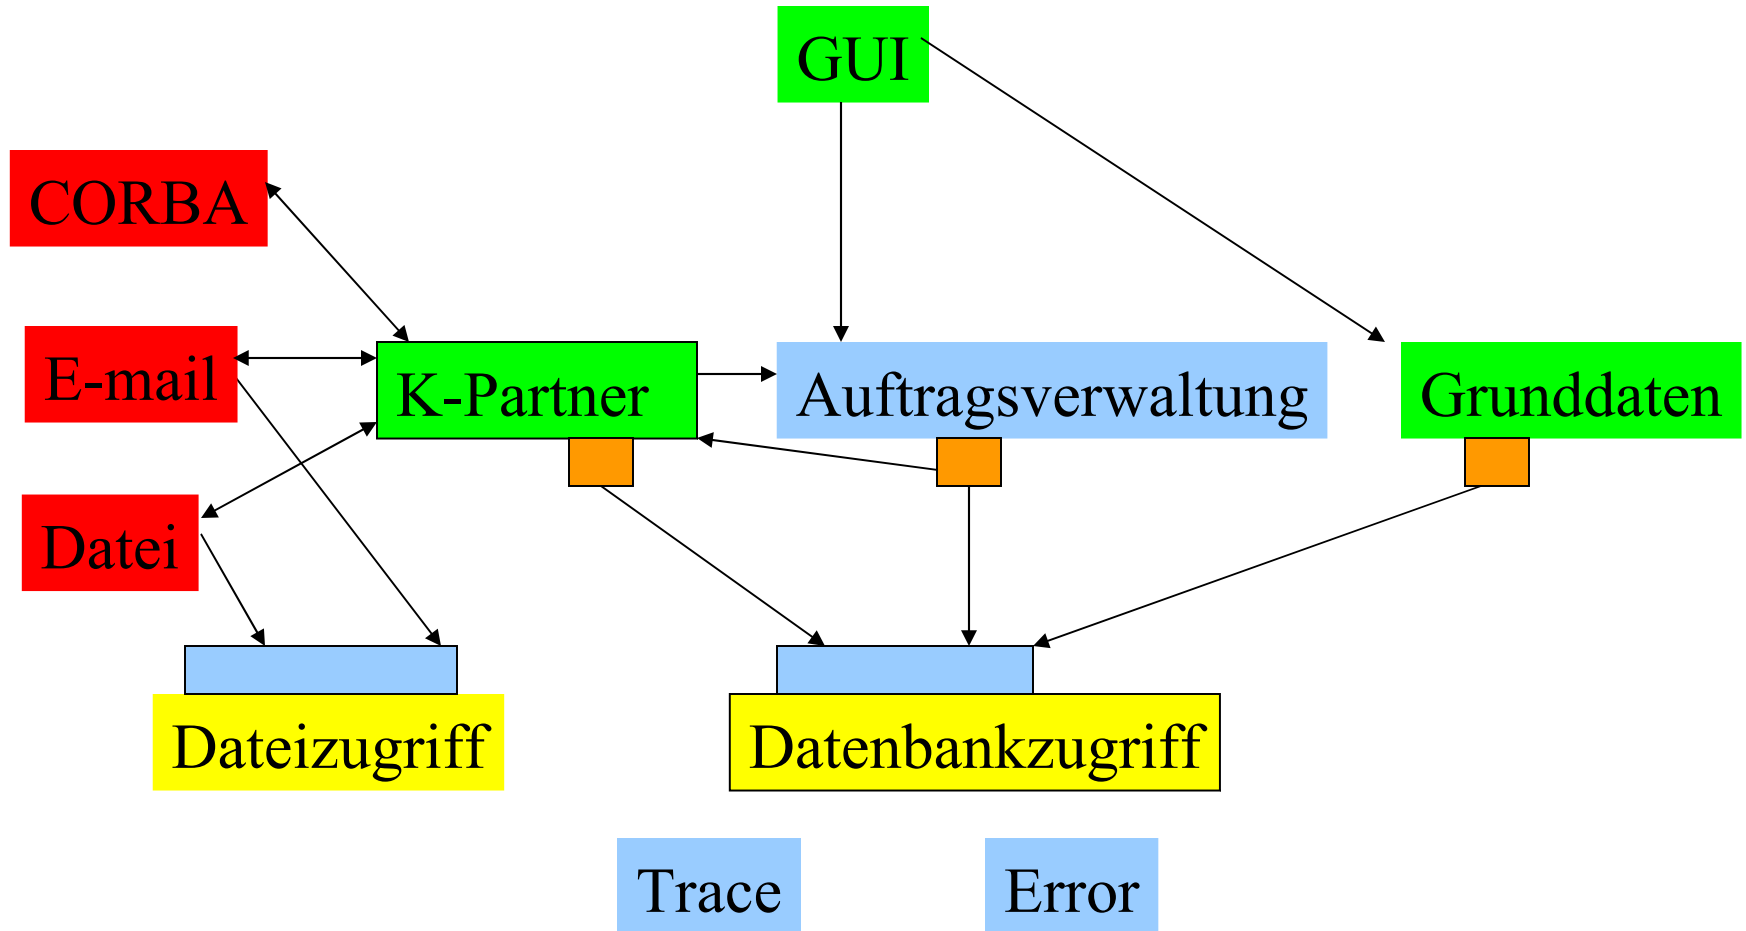 GUI
CORBA
E-mail
K-Partner
Auftragsverwaltung
Grunddaten
Datei
Dateizugriff
Datenbankzugriff
Trace
Error